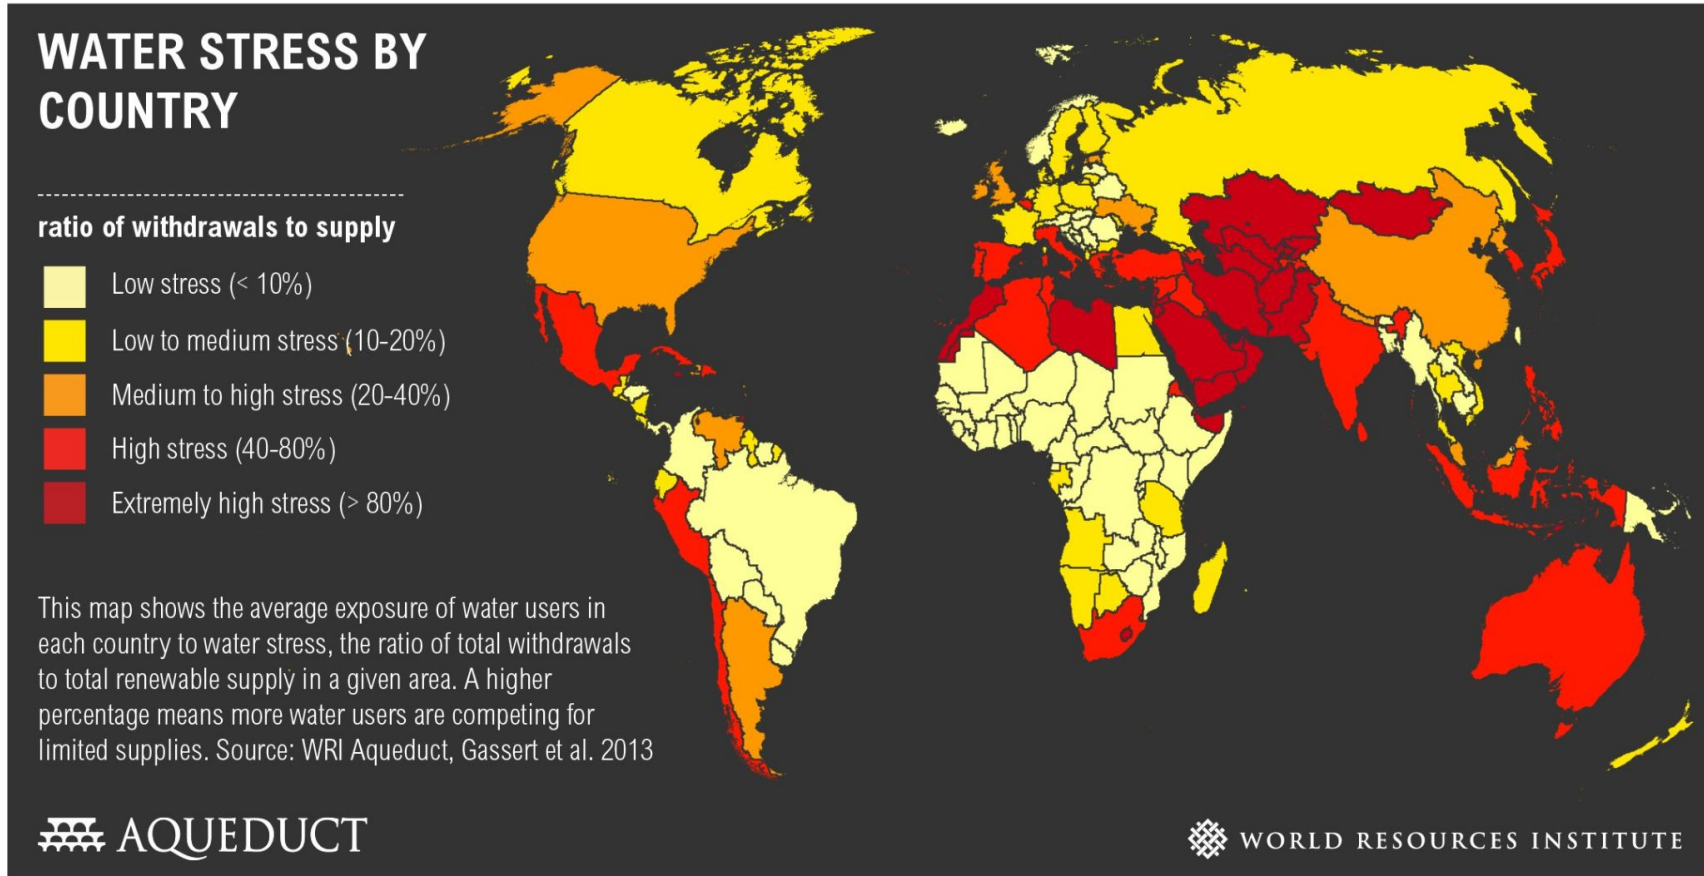 WATER STRESS BY
COUNTRY
ratio of withdrawals to supply
Low stress (< 10%)
Low to medium stress (10-20%)
Medium to high stress (20-40%)
High stress (40-80%)
Extremely high stress (> 80%)
This map shows the average exposure of water users in
each country to water stress, the ratio of total withdrawals
to total renewable supply in a given area. A higher
percentage means more water users are competing for
limited supplies. Source: WRI Aqueduct, Gassert et al. 2013
AQUEDUCT
WORLD RESOURCES INSTITUTE